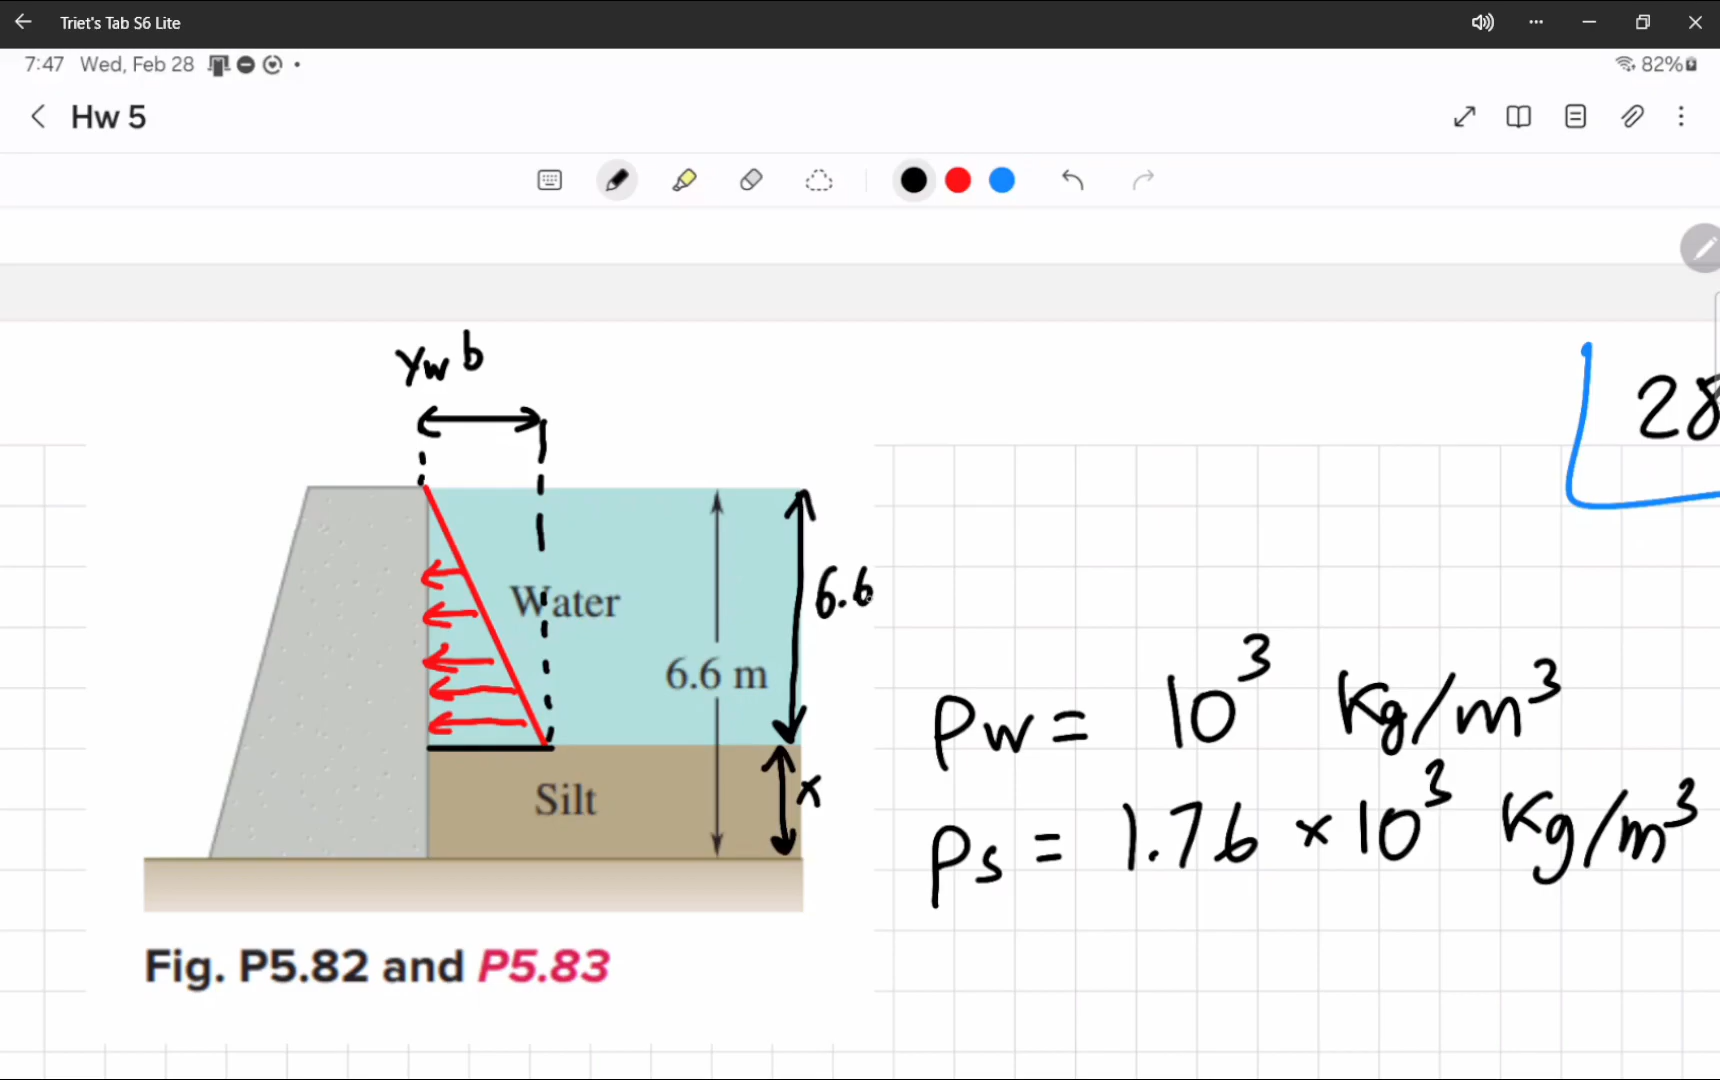 Triet's Tab S6 Lite
7:47 Wed, Feb 28
82%
Hw 5
γw b
28
Water
6.6
6.6 m
ρw = 10³ Kg/m³
x
Silt
ρs = 1.76 × 10³ Kg/m³
Fig. P5.82 and P5.83